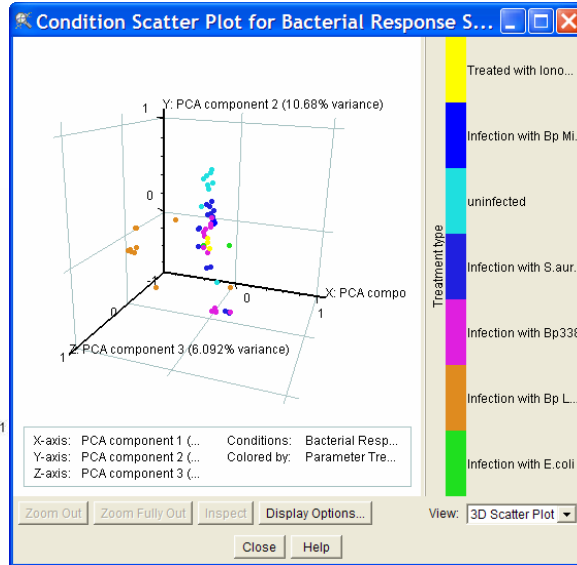 Condition Scatter Plot for Bacterial Response S...
1
Y: PCA component 2 (10.68% variance)
0
-1
0
X: PCA compo
1
0
1
Z: PCA component 3 (6.092% variance)
1
X-axis: PCA component 1 (... Conditions: Bacterial Resp...
Y-axis: PCA component 2 (... Colored by: Parameter Tre...
Z-axis: PCA component 3 (...
Treatment type
Treated with Iono...
Infection with Bp Mi.
uninfected
Infection with S.aur.
Infection with Bp338
Infection with Bp L...
Infection with E.coli
Zoom Out Zoom Fully Out Inspect Display Options... View: 3D Scatter Plot
Close Help